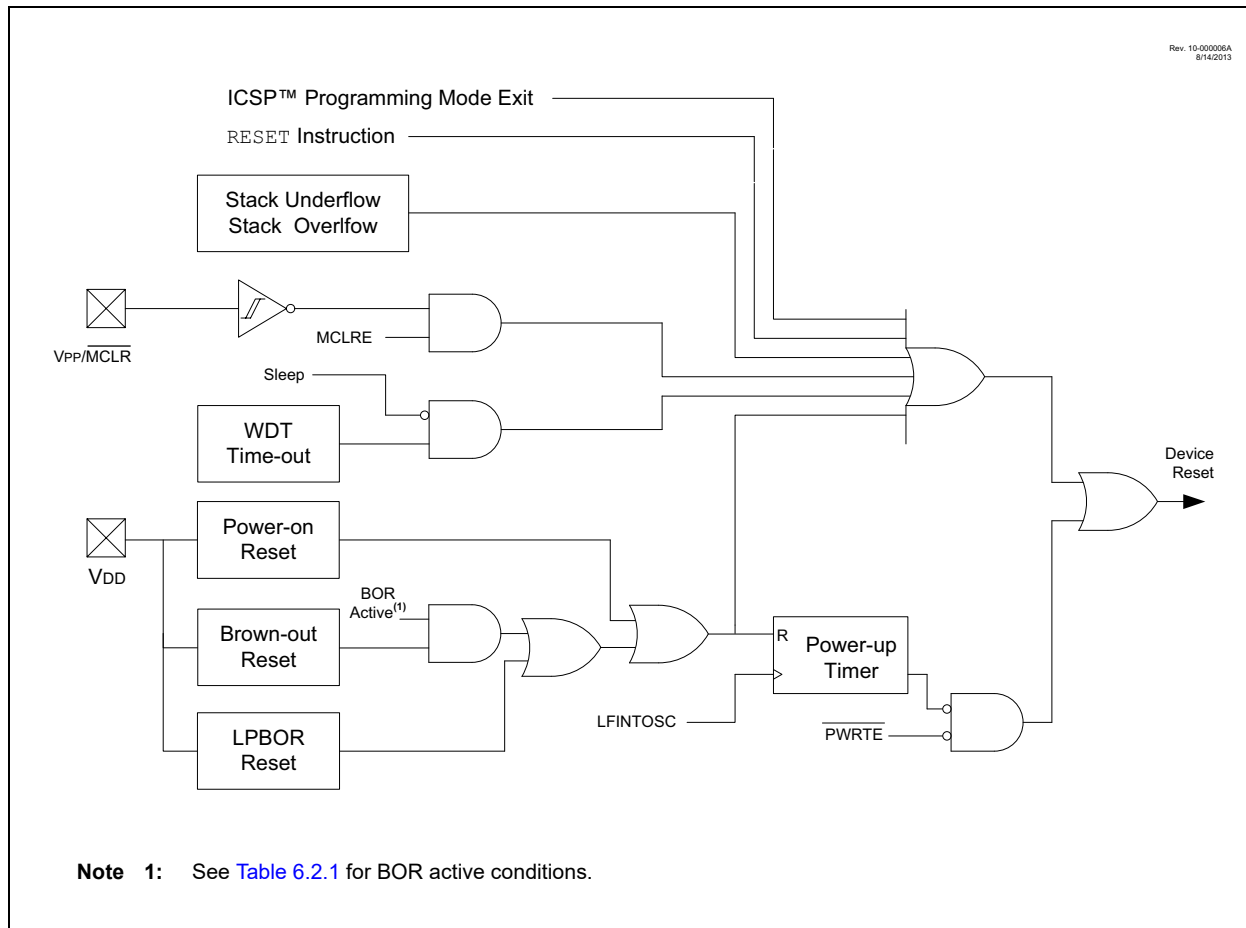 Rev. 10-000006A
8/14/2013
ICSP™ Programming Mode Exit
RESET Instruction
Stack Underflow
Stack Overlfow
VPP/MCLR
MCLRE
Sleep
WDT
Time-out
Device
Reset
Power-on
Reset
VDD
BOR
Active(1)
Brown-out
Reset
R
Power-up
Timer
LFINTOSC
PWRTE
LPBOR
Reset
Note 1: See Table 6.2.1 for BOR active conditions.